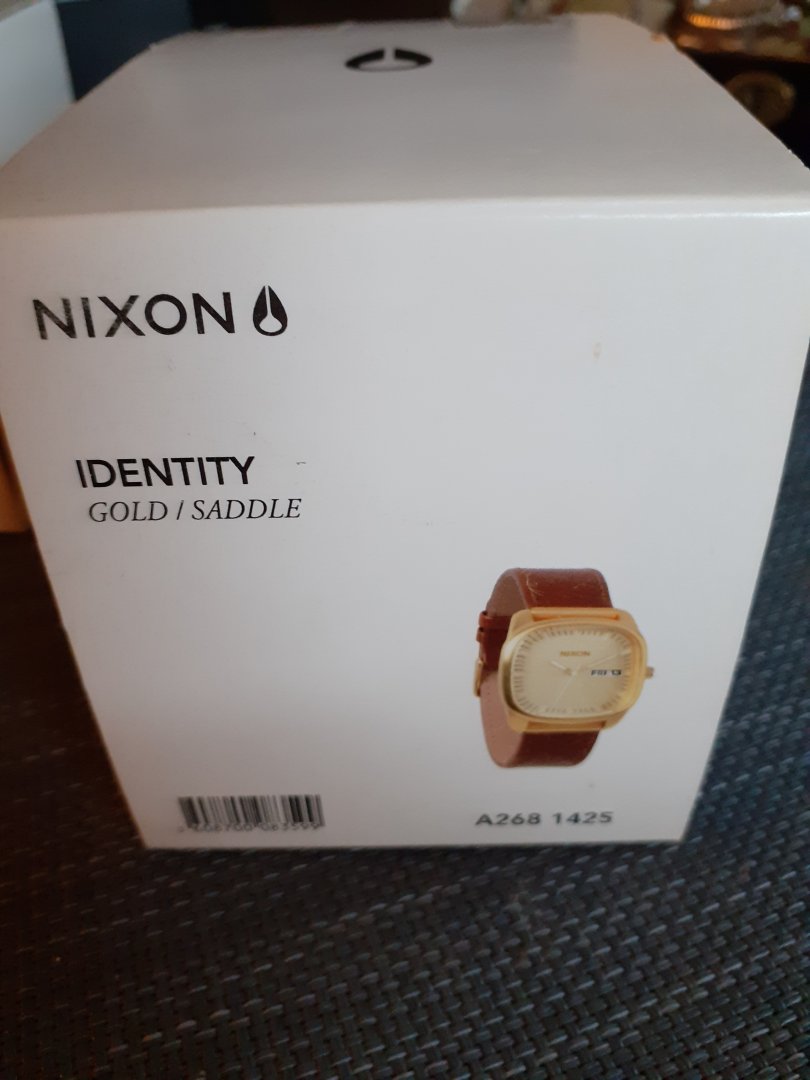 NIXON
IDENTITY
GOLD / SADDLE
NIXON
FRI 13
A268 1425